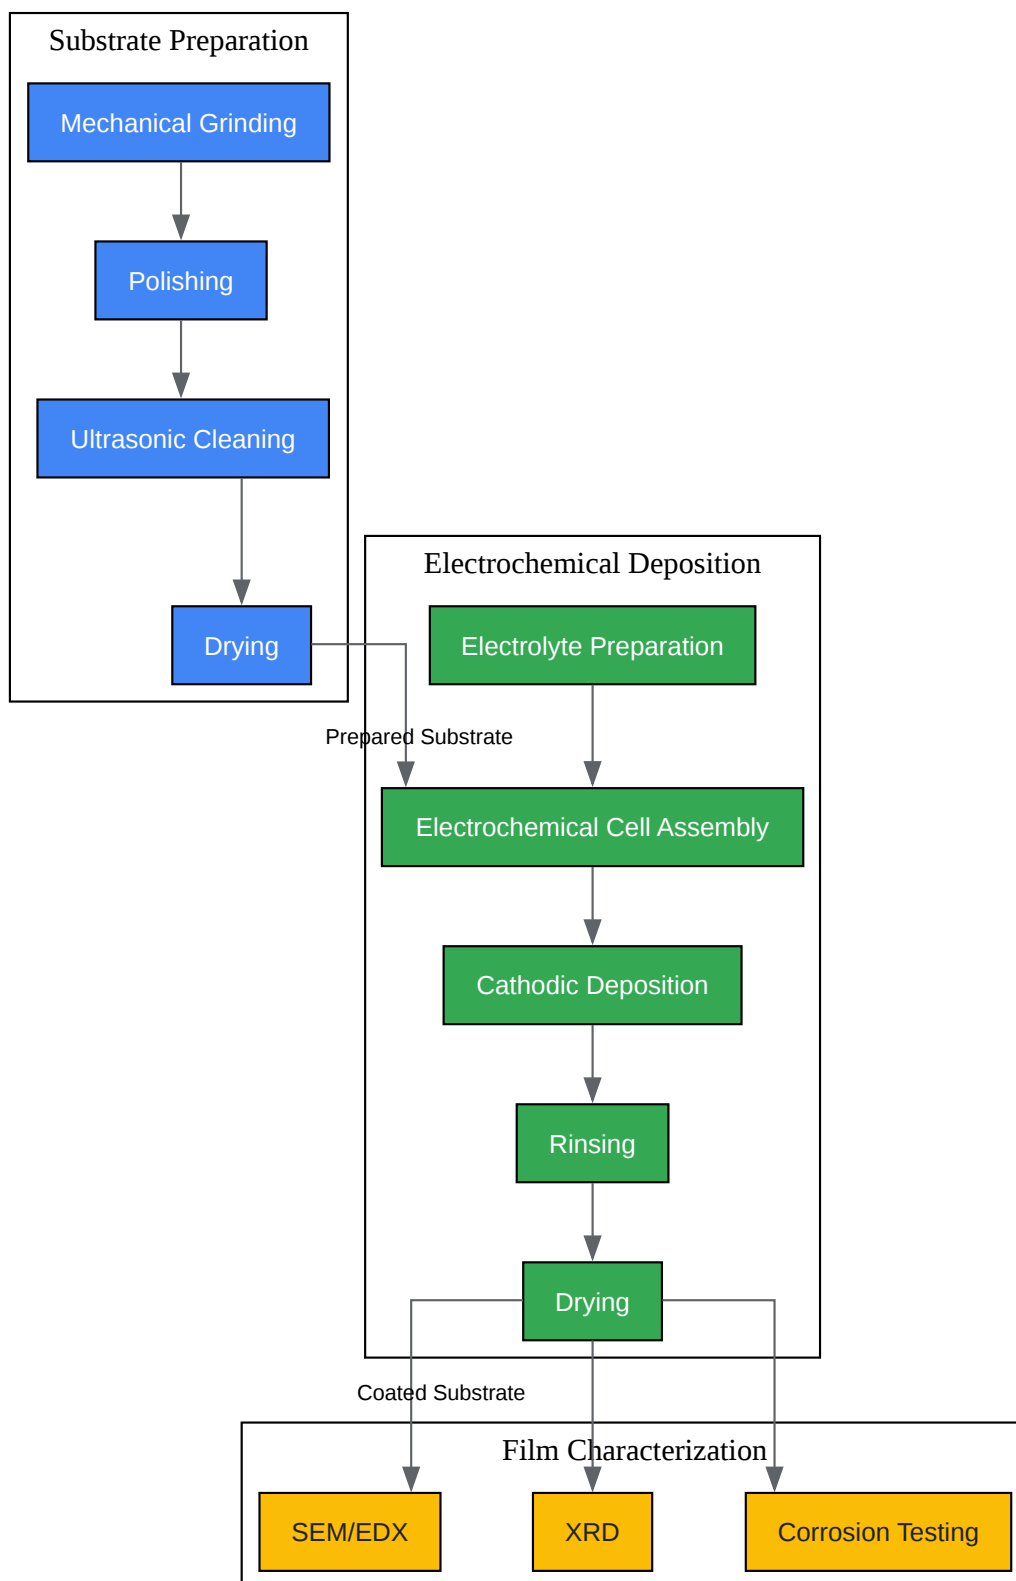 Substrate Preparation
Mechanical Grinding
Polishing
Ultrasonic Cleaning
Drying
Electrochemical Deposition
Electrolyte Preparation
Prepared Substrate
Electrochemical Cell Assembly
Cathodic Deposition
Rinsing
Drying
Coated Substrate
Film Characterization
SEM/EDX
XRD
Corrosion Testing